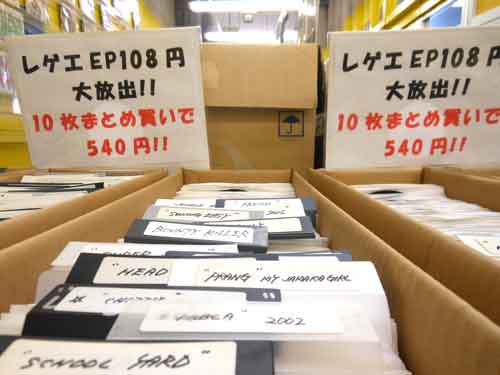 レゲエEP108円
大放出!!
10枚まとめ買いで
540円!!
レゲエEP108円
大放出!!
10枚まとめ買いで
540円!!
BOUNTY KILLER
"HEAD"
"PRANG"
2002
"SCHOOL YARD"